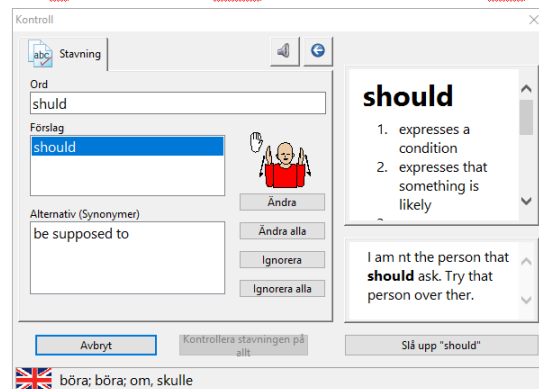 Kontroll
abc Stavning
Ord
shuld
Förslag
should
Ändra
Alternativ (Synonymer)
be supposed to
Ändra alla
Ignorera
Ignorera alla
Avbryt
Kontrollera stavningen på
allt
should
1. expresses a
condition
2. expresses that
something is
likely
I am nt the person that
should ask. Try that
person over ther.
Slå upp "should"
böra; böra; om, skulle